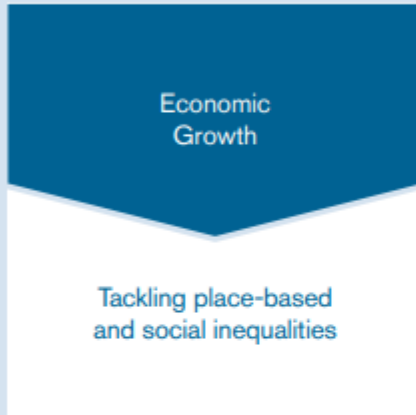 Economic
Growth
Tackling place-based
and social inequalities